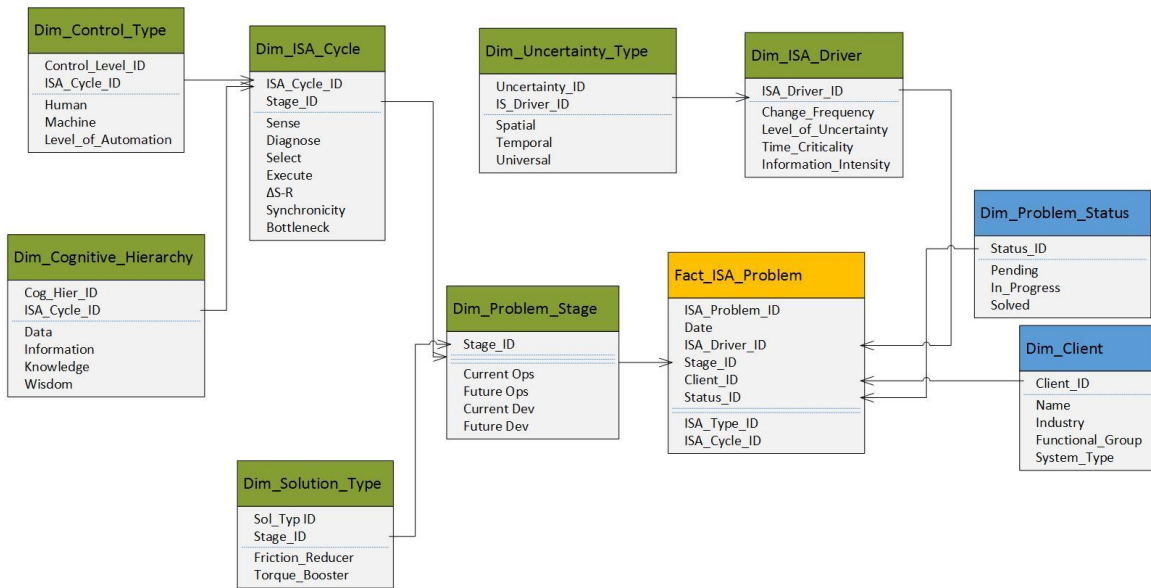 Dim_Control_Type
Control_Level_ID
ISA_Cycle_ID
Human
Machine
Level_of_Automation
Dim_ISA_Cycle
ISA_Cycle_ID
Stage_ID
Sense
Diagnose
Select
Execute
ΔS-R
Synchronicity
Bottleneck
Dim_Uncertainty_Type
Uncertainty_ID
IS_Driver_ID
Spatial
Temporal
Universal
Dim_ISA_Driver
ISA_Driver_ID
Change_Frequency
Level_of_Uncertainty
Time_Criticality
Information_Intensity
Dim_Problem_Status
Status_ID
Pending
In_Progress
Solved
Dim_Cognitive_Hierarchy
Cog_Hier_ID
ISA_Cycle_ID
Data
Information
Knowledge
Wisdom
Dim_Problem_Stage
Stage_ID
Current Ops
Future Ops
Current Dev
Future Dev
Fact_ISA_Problem
ISA_Problem_ID
Date
ISA_Driver_ID
Stage_ID
Client_ID
Status_ID
ISA_Type_ID
ISA_Cycle_ID
Dim_Client
Client_ID
Name
Industry
Functional_Group
System_Type
Dim_Solution_Type
Sol_Typ ID
Stage_ID
Friction_Reducer
Torque_Booster